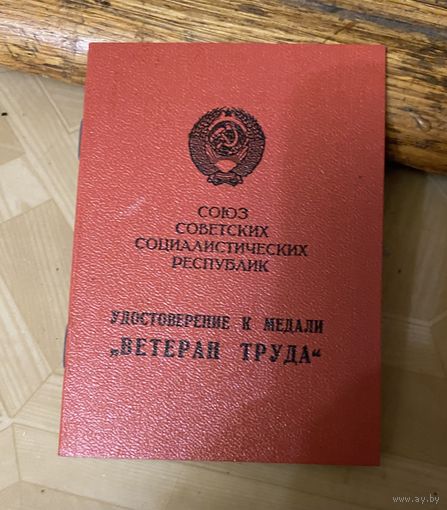 СОЮЗ
СОВЕТСКИХ
СОЦИАЛИСТИЧЕСКИХ
РЕСПУБЛИК
УДОСТОВЕРЕНИЕ К МЕДАЛИ
„ВЕТЕРАН ТРУДА“
www.ay.by